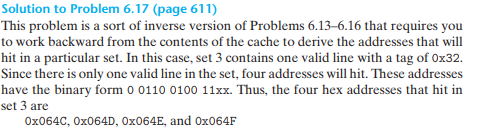 Solution to Problem 6.17 (page 611)
This problem is a sort of inverse version of Problems 6.13–6.16 that requires you
to work backward from the contents of the cache to derive the addresses that will
hit in a particular set. In this case, set 3 contains one valid line with a tag of 0x32.
Since there is only one valid line in the set, four addresses will hit. These addresses
have the binary form 0 0110 0100 11xx. Thus, the four hex addresses that hit in
set 3 are
0x064C, 0x064D, 0x064E, and 0x064F